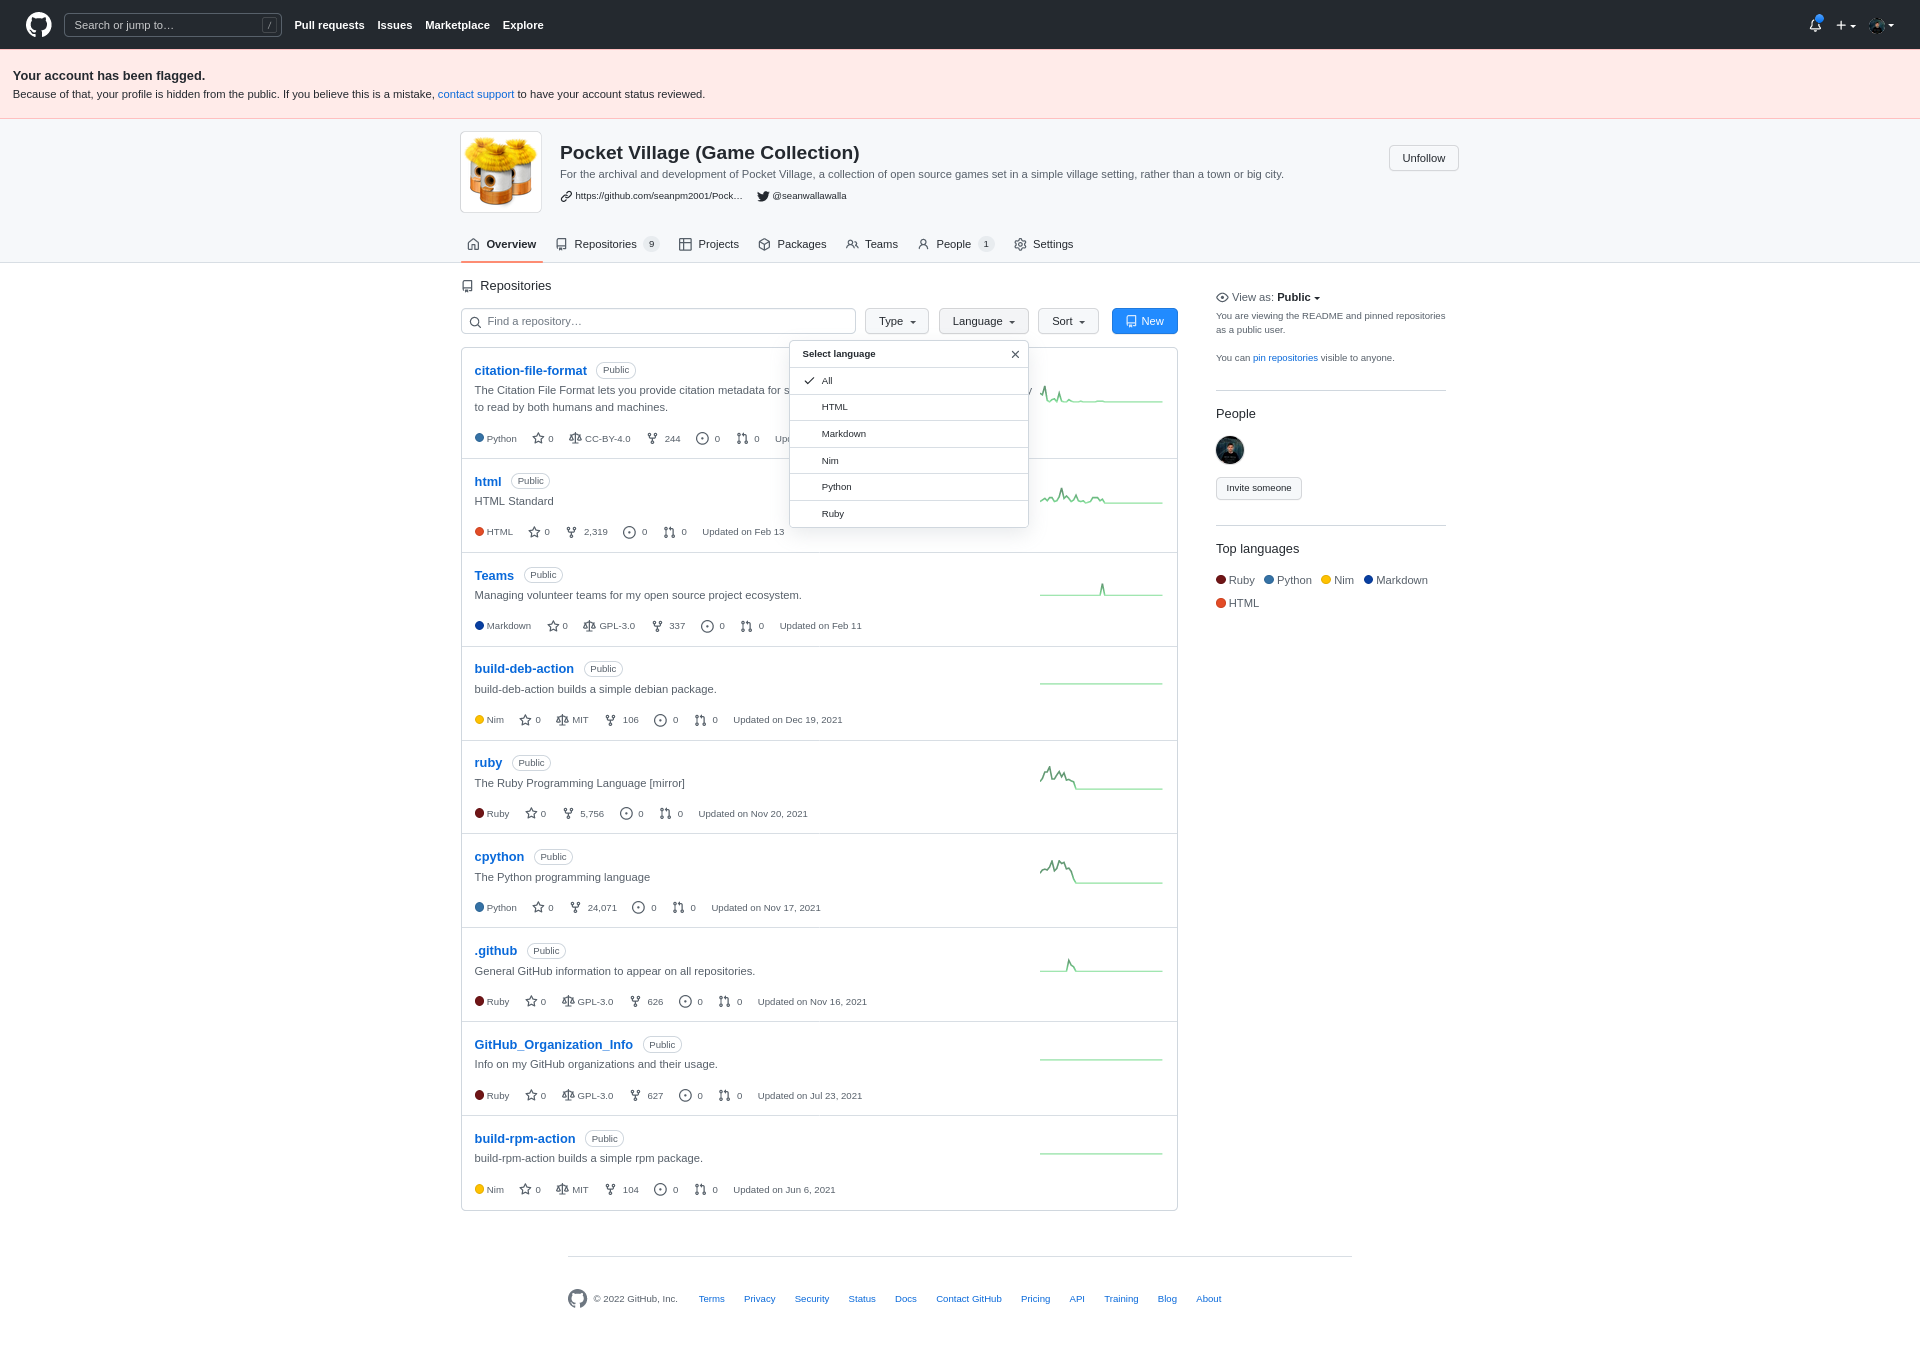 Search or jump to… /
Pull requests Issues Marketplace Explore
Your account has been flagged.
Because of that, your profile is hidden from the public. If you believe this is a mistake, contact support to have your account status reviewed.
Pocket Village (Game Collection)
Unfollow
For the archival and development of Pocket Village, a collection of open source games set in a simple village setting, rather than a town or big city.
https://github.com/seanpm2001/Pock… @seanwallawalla
Overview Repositories 9 Projects Packages Teams People 1 Settings
Repositories
Find a repository… Type Language Sort New
Select language
All
HTML
Markdown
Nim
Python
Ruby
citation-file-format Public
The Citation File Format lets you provide citation metadata for s y
to read by both humans and machines.
Python 0 CC-BY-4.0 244 0 0 Up
html Public
HTML Standard
HTML 0 2,319 0 0 Updated on Feb 13
Teams Public
Managing volunteer teams for my open source project ecosystem.
Markdown 0 GPL-3.0 337 0 0 Updated on Feb 11
build-deb-action Public
build-deb-action builds a simple debian package.
Nim 0 MIT 106 0 0 Updated on Dec 19, 2021
ruby Public
The Ruby Programming Language [mirror]
Ruby 0 5,756 0 0 Updated on Nov 20, 2021
cpython Public
The Python programming language
Python 0 24,071 0 0 Updated on Nov 17, 2021
.github Public
General GitHub information to appear on all repositories.
Ruby 0 GPL-3.0 626 0 0 Updated on Nov 16, 2021
GitHub_Organization_Info Public
Info on my GitHub organizations and their usage.
Ruby 0 GPL-3.0 627 0 0 Updated on Jul 23, 2021
build-rpm-action Public
build-rpm-action builds a simple rpm package.
Nim 0 MIT 104 0 0 Updated on Jun 6, 2021
View as: Public
You are viewing the README and pinned repositories
as a public user.
You can pin repositories visible to anyone.
People
Invite someone
Top languages
Ruby Python Nim Markdown
HTML
© 2022 GitHub, Inc. Terms Privacy Security Status Docs Contact GitHub Pricing API Training Blog About